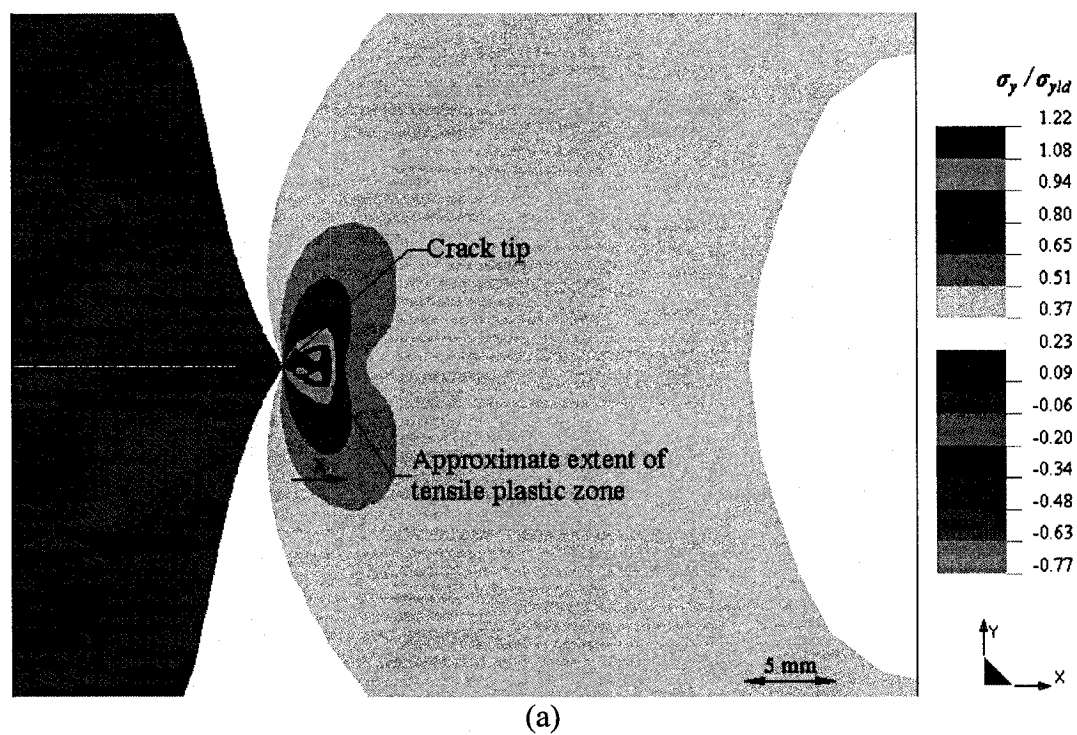 σy / σyld
1.22
1.08
0.94
0.80
0.65
0.51
0.37
0.23
0.09
-0.06
-0.20
-0.34
-0.48
-0.63
-0.77
Crack tip
Approximate extent of
tensile plastic zone
5 mm
Y
X
(a)